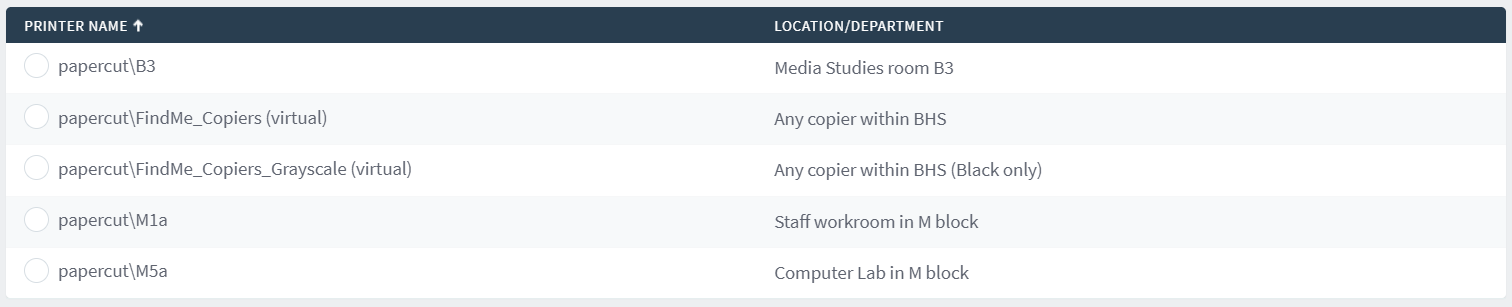 PRINTER NAME ↑ LOCATION/DEPARTMENT
papercut\B3 Media Studies room B3
papercut\FindMe_Copiers (virtual) Any copier within BHS
papercut\FindMe_Copiers_Grayscale (virtual) Any copier within BHS (Black only)
papercut\M1a Staff workroom in M block
papercut\M5a Computer Lab in M block